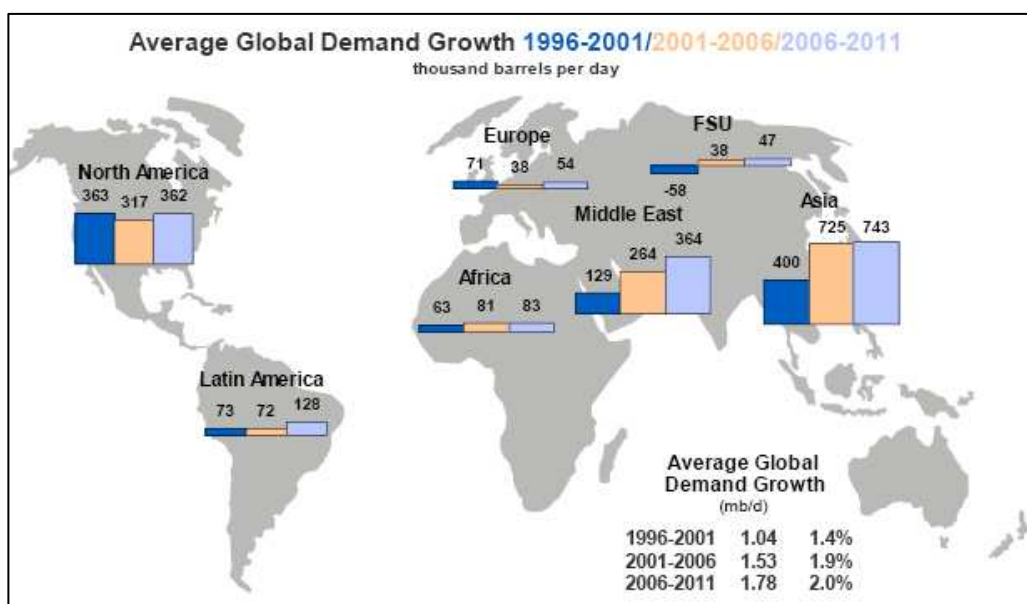 Average Global Demand Growth 1996-2001/2001-2006/2006-2011
thousand barrels per day
North America
363 317 362
Europe
71 38 54
FSU
-58 38 47
Middle East
129 264 364
Asia
400 725 743
Africa
63 81 83
Latin America
73 72 128
Average Global
Demand Growth
(mb/d)
1996-2001 1.04 1.4%
2001-2006 1.53 1.9%
2006-2011 1.78 2.0%